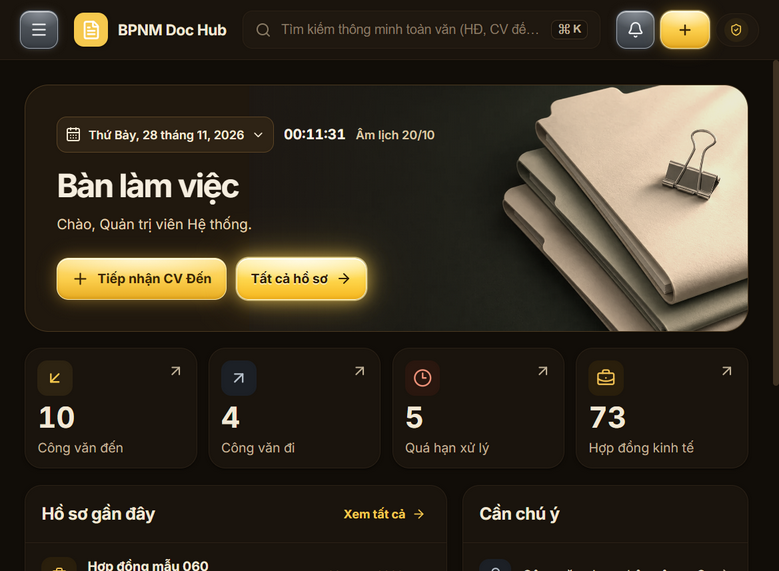 BPNM Doc Hub
Tìm kiếm thông minh toàn văn (HĐ, CV đế...
⌘ K
Thứ Bảy, 28 tháng 11, 2026
00:11:31
Âm lịch 20/10
Bàn làm việc
Chào, Quản trị viên Hệ thống.
Tiếp nhận CV Đến
Tất cả hồ sơ
10
Công văn đến
4
Công văn đi
5
Quá hạn xử lý
73
Hợp đồng kinh tế
Hồ sơ gần đây
Xem tất cả
Cần chú ý
Hợp đồng mẫu 060